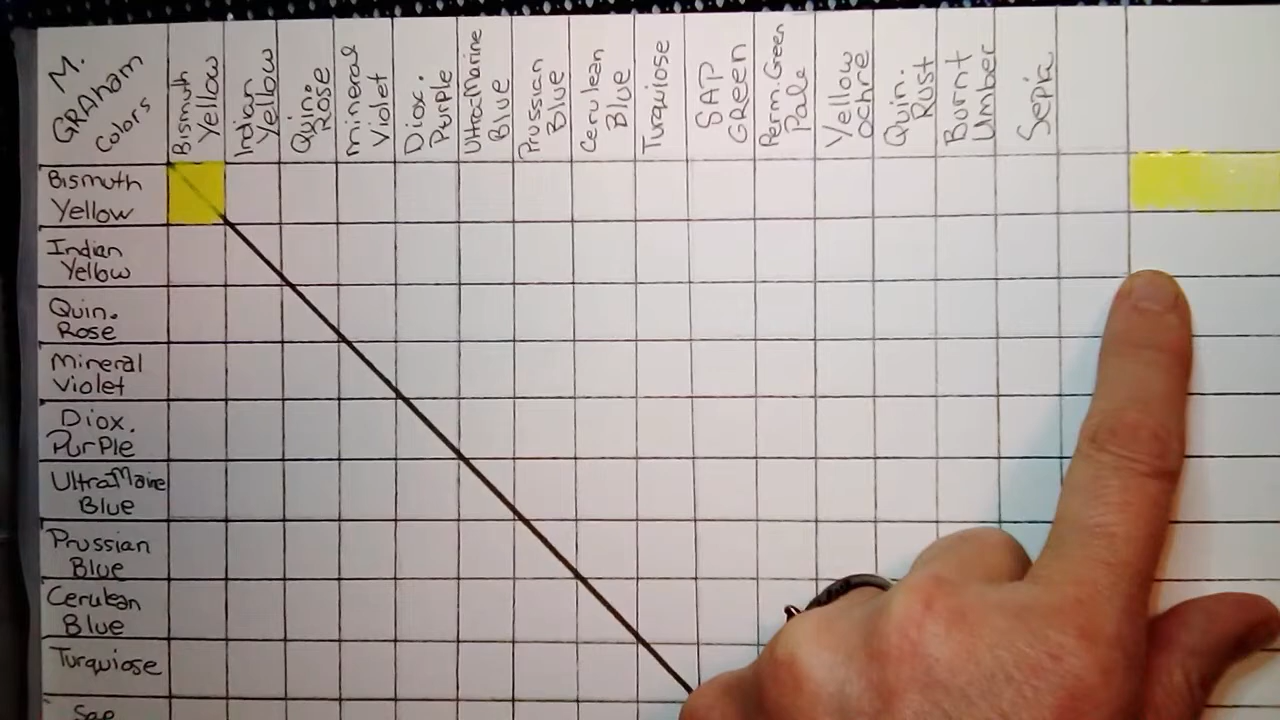 M.
GRAham
Colors
Bismuth
Yellow
Indian
Yellow
Quin.
Rose
mineral
Violet
Diox.
Purple
UltraMarine
Blue
Prussian
Blue
Cerulean
Blue
Turquiose
SAP
GReen
Perm. Green
Pale
Yellow
ochre
Quin.
Rust
Burnt
Umber
Sepia
Bismuth
Yellow
Indian
Yellow
Quin.
Rose
Mineral
Violet
Diox.
Purple
UltraMarine
Blue
Prussian
Blue
Cerulean
Blue
Turquiose
Sap